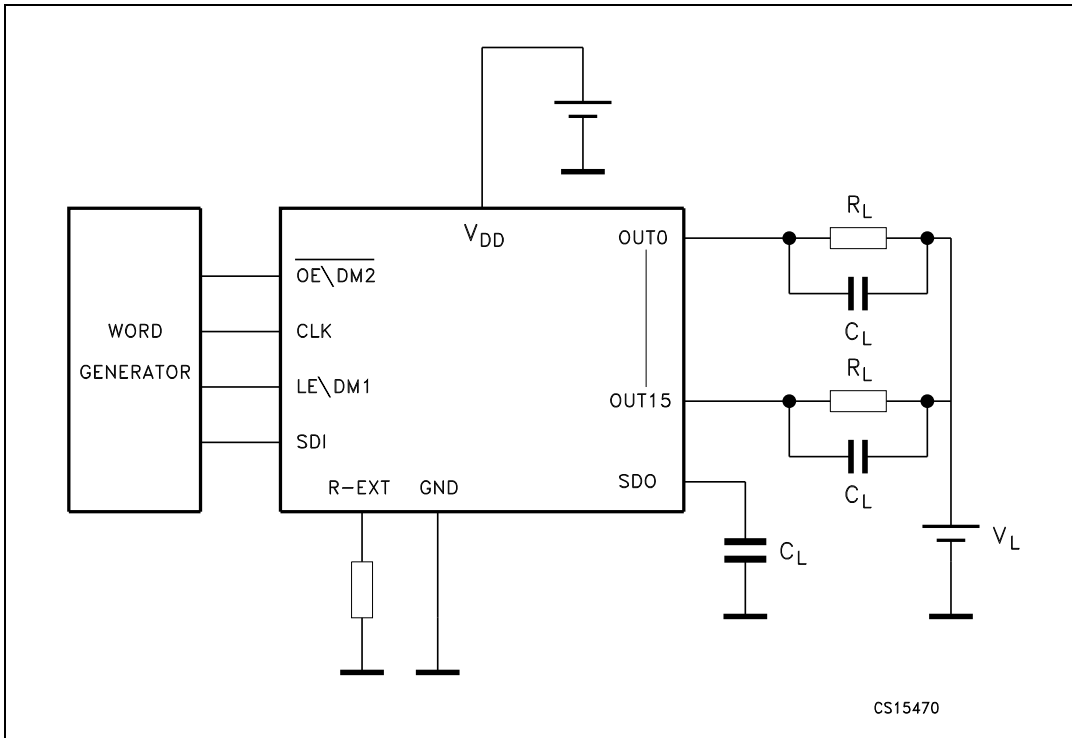 V_DD
R_L
OUT0
OE\DM2
C_L
WORD
GENERATOR
CLK
R_L
LE\DM1
OUT15
SDI
C_L
R-EXT GND
SDO
V_L
C_L
CS15470